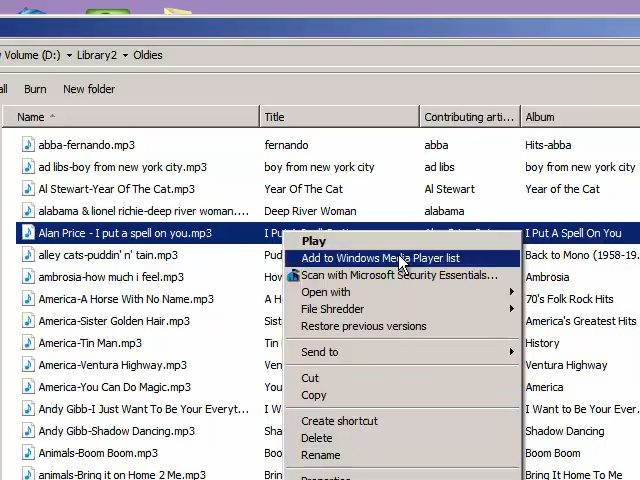 Volume (D:) Library2 Oldies
Burn New folder
Name Title Contributing arti... Album
abba-fernando.mp3 fernando abba Hits-abba
ad libs-boy from new york city.mp3 boy from new york city ad libs boy from new york
Al Stewart-Year Of The Cat.mp3 Year Of The Cat Al Stewart Year of the Cat
alabama & lionel richie-deep river woman.... Deep River Woman alabama
Alan Price - I put a spell on you.mp3 I Put A Spell On You
Play
alley cats-puddin' n' tain.mp3 Back to Mono (1958-19.
Add to Windows Media Player list
ambrosia-how much i feel.mp3 Ambrosia
Scan with Microsoft Security Essentials...
America-A Horse With No Name.mp3 70's Folk Rock Hits
Open with
File Shredder
America-Sister Golden Hair.mp3 America's Greatest Hits
Restore previous versions
America-Tin Man.mp3 History
Send to
America-Ventura Highway.mp3 America
Cut
America-You Can Do Magic.mp3 America
Copy
Andy Gibb-I Just Want To Be Your Everyt... I Want To Be
Create shortcut
Andy Gibb-Shadow Dancing.mp3 Shadow Dancing
Delete
Animals-Boom Boom.mp3 Boom Boom
Rename
animals-Bring it on Home 2 Me.mp3 Bring It Home To Me
Properties